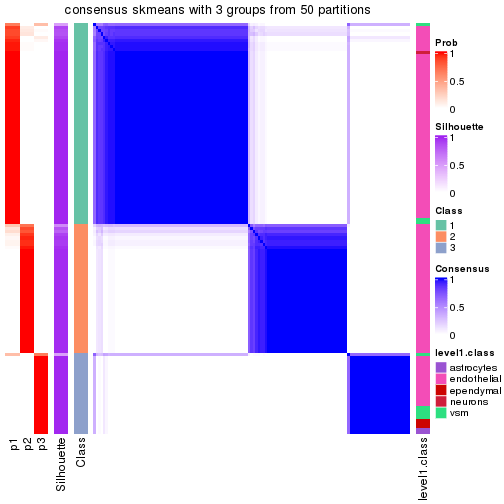 consensus skmeans with 3 groups from 50 partitions
Prob
1
0.5
0
Silhouette
1
0.5
0
Class
1
2
3
Consensus
1
0.5
0
level1.class
astrocytes
endothelial
ependymal
neurons
vsm
p1
p2
p3
Silhouette
Class
level1.class